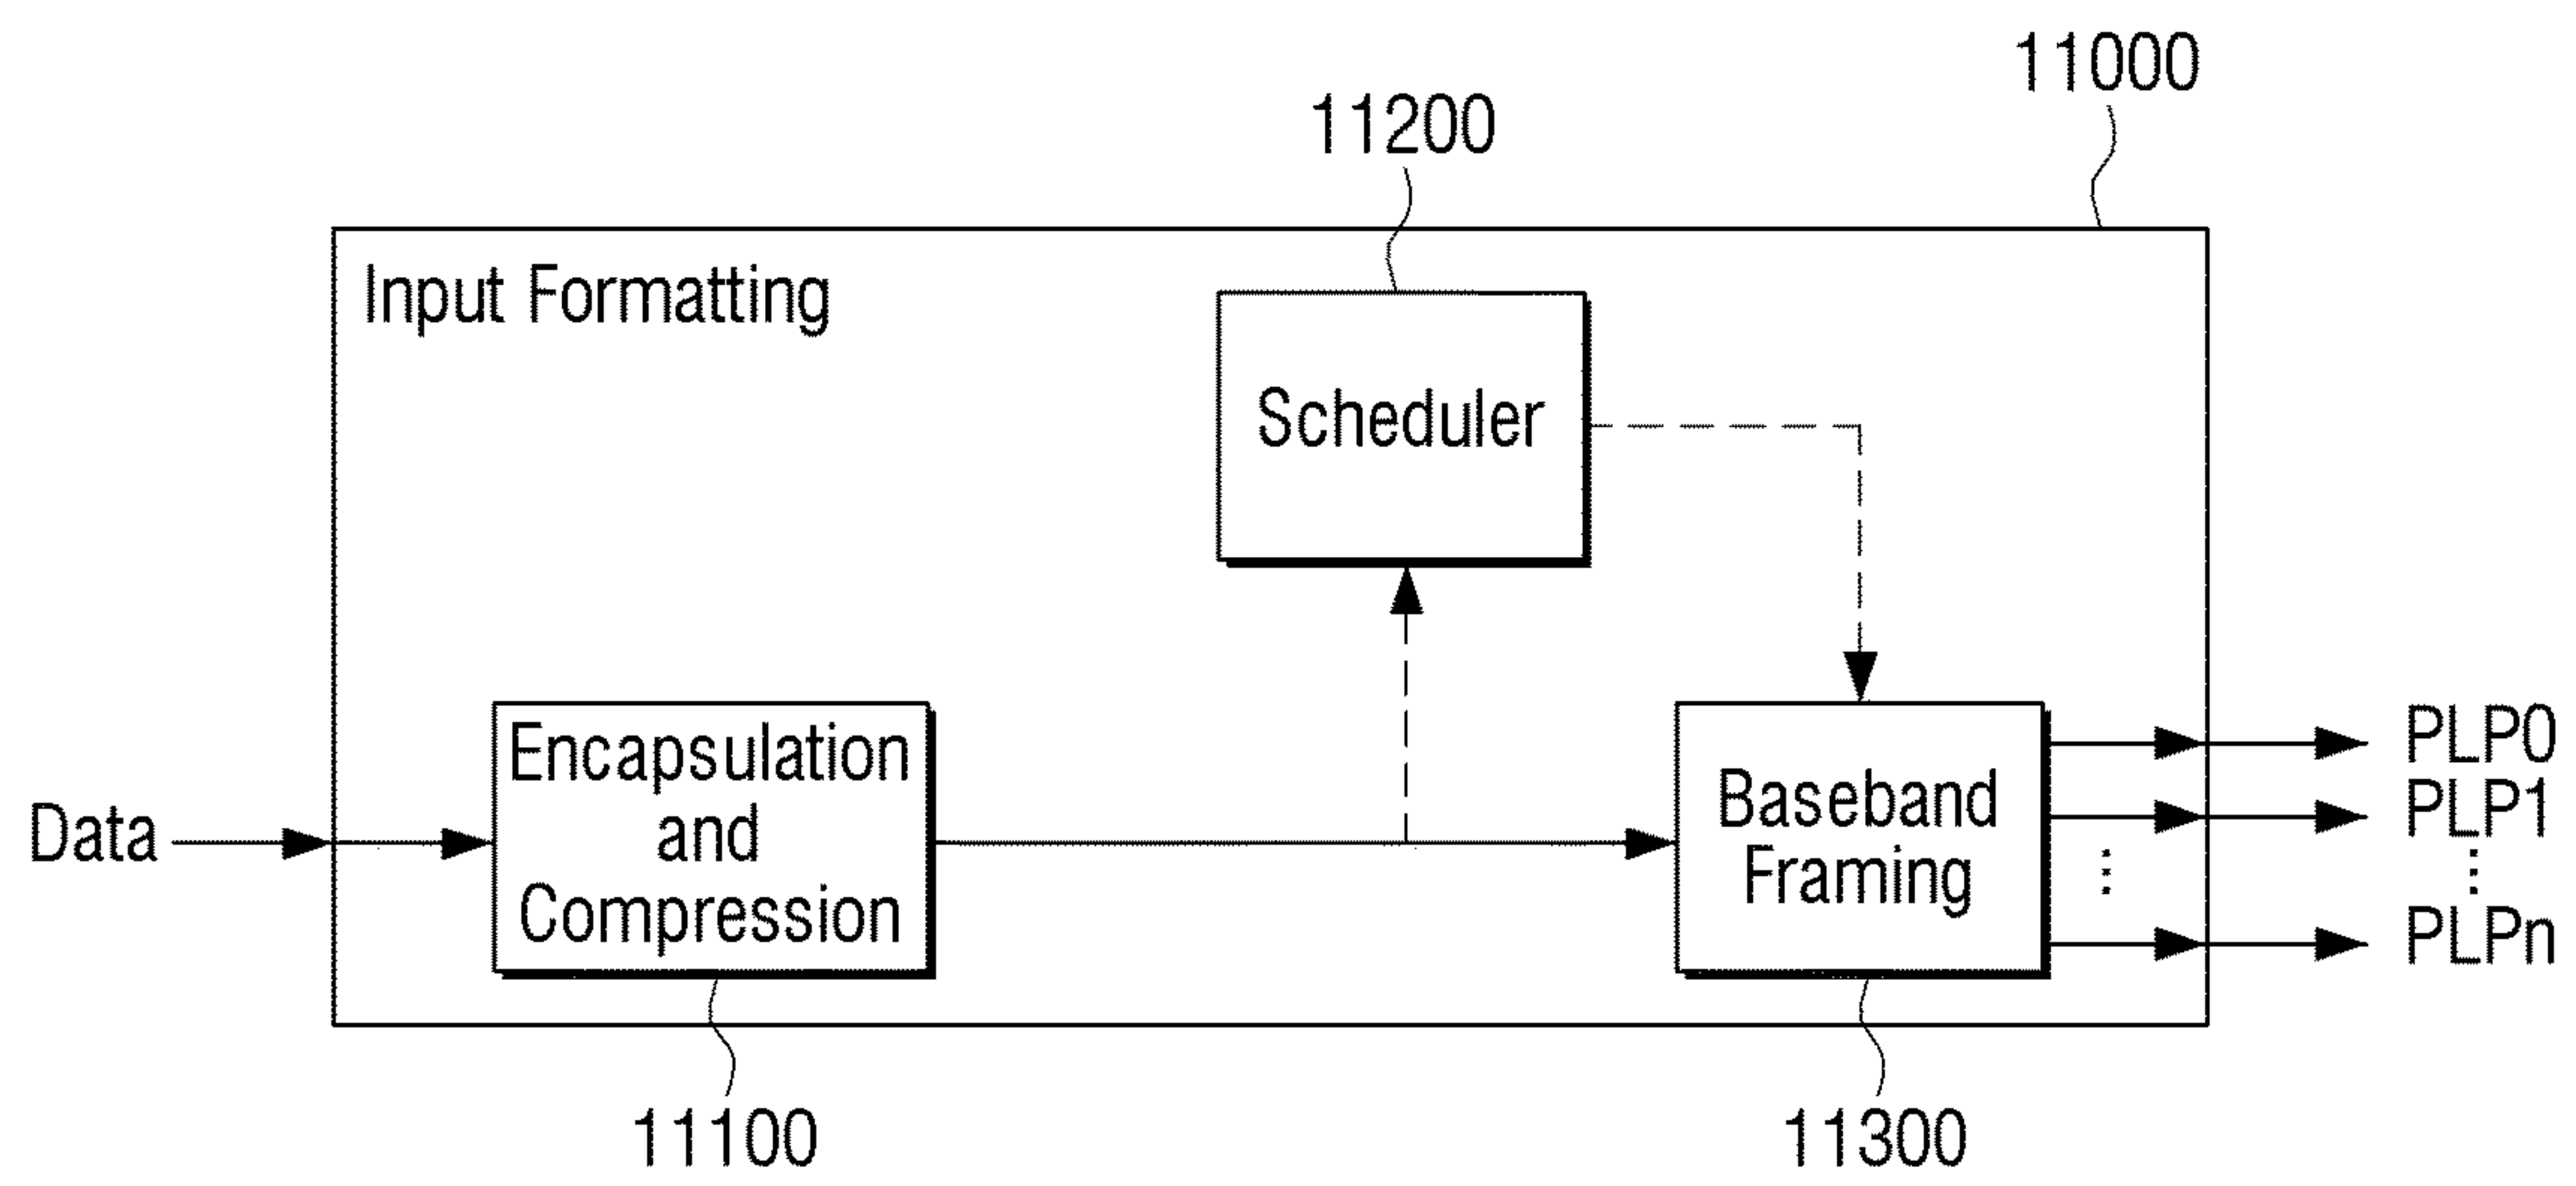 11000
11200
Input Formatting
Scheduler
Encapsulation
and
Compression
Data
Baseband
Framing
PLP0
PLP1
⋮
⋮
PLPn
11100
11300